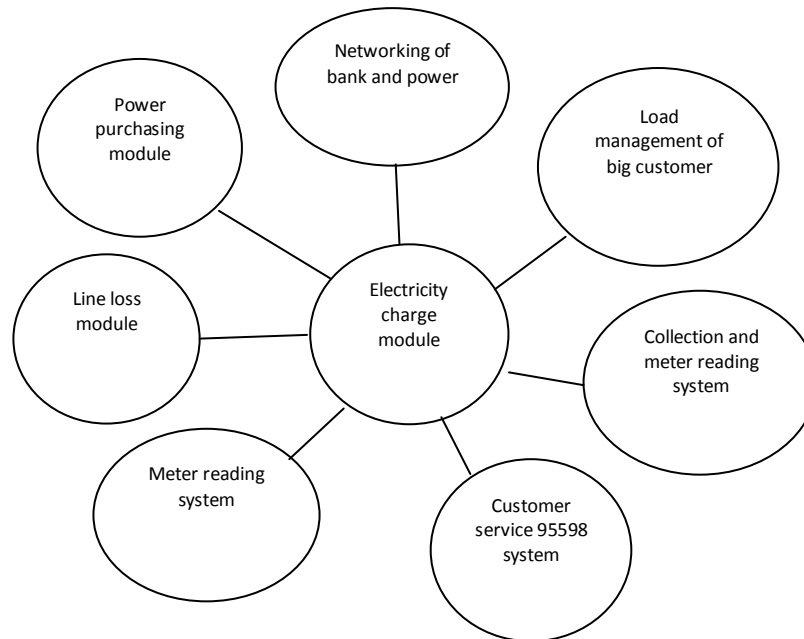 Networking of
bank and power
Power
purchasing
module
Load
management of
big customer
Line loss
module
Electricity
charge
module
Collection and
meter reading
system
Meter reading
system
Customer
service 95598
system